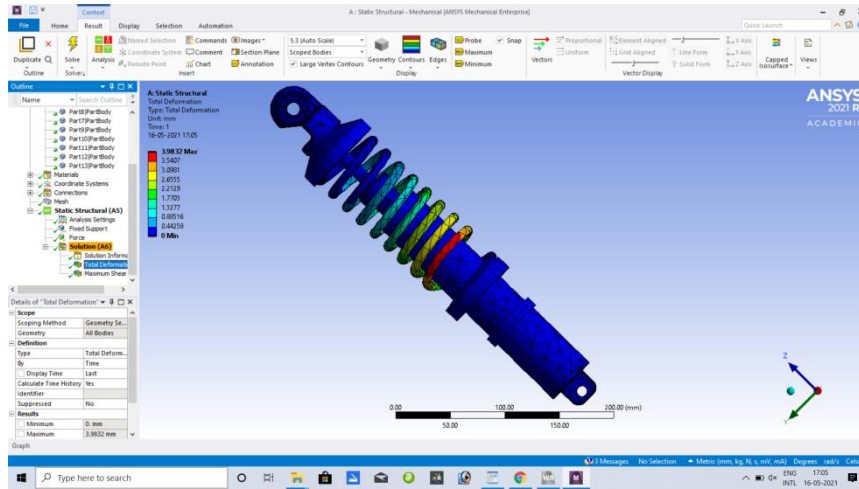 Context
A : Static Structural - Mechanical [ANSYS Mechanical Enterprise]
File Home Result Display Selection Automation
Quick Launch
Duplicate Q
Outline
Solve
Solver
Analysis
Named Selection
Coordinate System
Remote Point
Commands
Comment
Chart
Images
Section Plane
Annotation
Insert
5.3 (Auto Scale)
Scoped Bodies
Large Vertex Contours
Geometry Contours Edges
Probe Snap
Maximum
Minimum
Display
Vectors
Proportional
Uniform
Element Aligned
Grid Aligned
Line Form
Solid Form
X Axis
Y Axis
Z Axis
Vector Display
Capped
Isosurface
Views
Outline
Name Search Outline
Part8|PartBody
Part7|PartBody
Part9|PartBody
Part10|PartBody
Part11|PartBody
Part12|PartBody
Part13|PartBody
Materials
Coordinate Systems
Connections
Mesh
Static Structural (A5)
Analysis Settings
Fixed Support
Force
Solution (A6)
Solution Informa
Total Deformati
Maximum Shear
Details of "Total Deformation"
Scope
Scoping Method Geometry Se...
Geometry All Bodies
Definition
Type Total Deform...
By Time
Display Time Last
Calculate Time History Yes
Identifier
Suppressed No
Results
Minimum 0. mm
Maximum 3.9832 mm
Graph
A: Static Structural
Total Deformation
Type: Total Deformation
Unit: mm
Time: 1
16-05-2021 17:05
3.9832 Max
3.5407
3.0981
2.6555
2.2129
1.7703
1.3277
0.88516
0.44258
0 Min
ANSYS
2021 R
ACADEMIC
0.00 100.00 200.00 (mm)
50.00 150.00
Z
Y
3 Messages No Selection Metric (mm, kg, N, s, mV, mA) Degrees rad/s Cels
Type here to search
ENG
INTL
17:05
16-05-2021